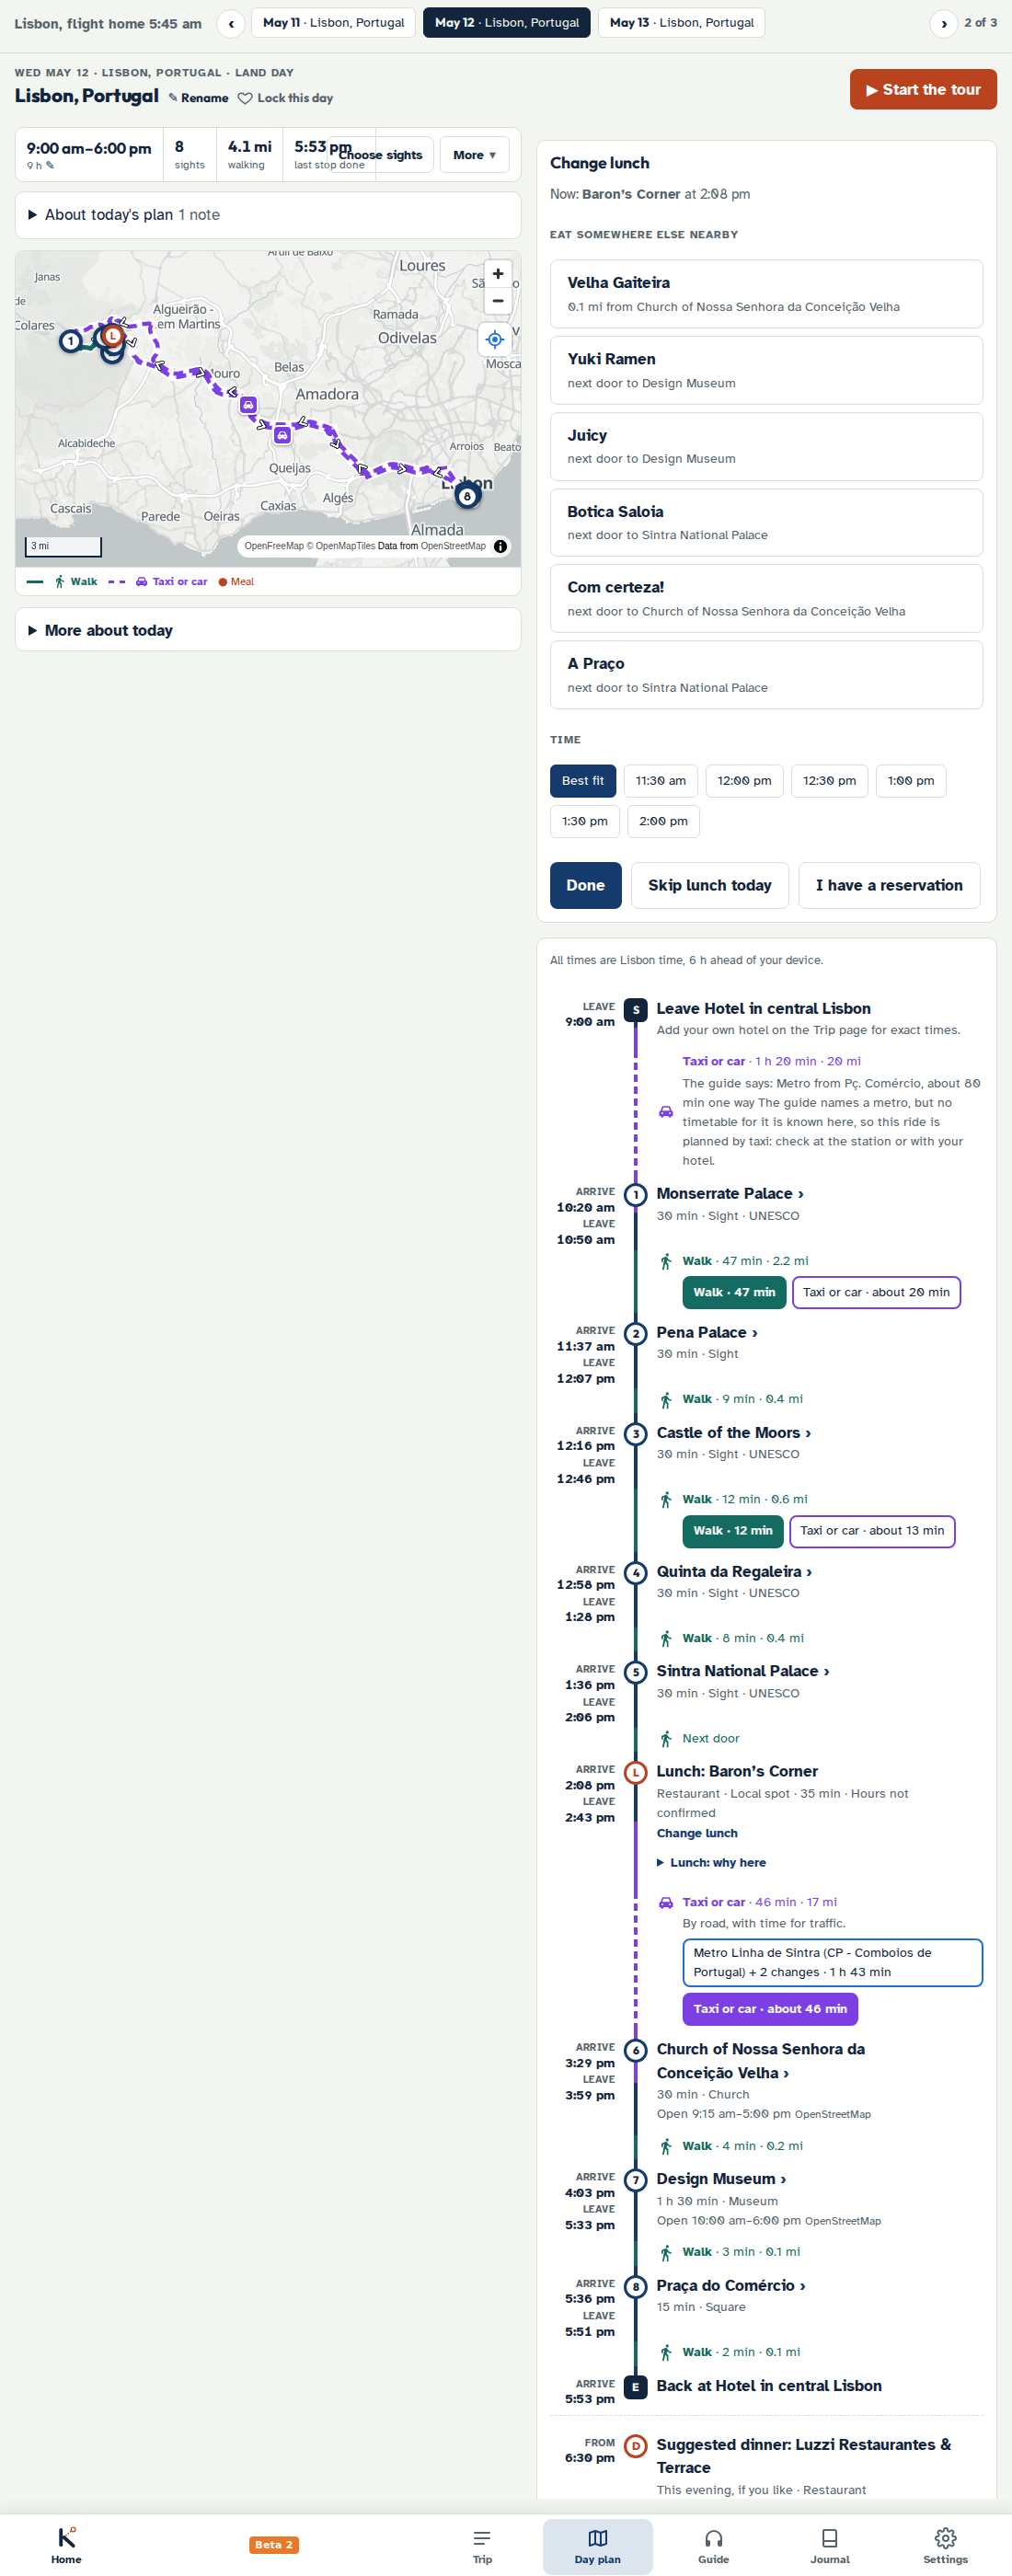 Lisbon, flight home 5:45 am
‹
May 11 · Lisbon, Portugal
May 12 · Lisbon, Portugal
May 13 · Lisbon, Portugal
›
2 of 3
WED MAY 12 · LISBON, PORTUGAL · LAND DAY
Lisbon, Portugal
✎ Rename
Lock this day
▶ Start the tour
9:00 am–6:00 pm
9 h ✎
8
sights
4.1 mi
walking
5:53 pm
last stop done
Choose sights
More ▾
▶ About today's plan 1 note
Janas
Loures
Algueirão -
em Martins
Colares
Ramada
Odivelas
Mosca
Belas
ouro
Amadora
Alcabideche
Arroios
Beato
Queijas
Lisbon
Cascais
Parede
Oeiras
Caxias
Algés
Almada
1
L
8
+
−
3 mi
OpenFreeMap © OpenMapTiles Data from OpenStreetMap
Walk
Taxi or car
Meal
▶ More about today
Change lunch
Now: Baron’s Corner at 2:08 pm
EAT SOMEWHERE ELSE NEARBY
Velha Gaiteira
0.1 mi from Church of Nossa Senhora da Conceição Velha
Yuki Ramen
next door to Design Museum
Juicy
next door to Design Museum
Botica Saloia
next door to Sintra National Palace
Com certeza!
next door to Church of Nossa Senhora da Conceição Velha
A Praço
next door to Sintra National Palace
TIME
Best fit
11:30 am
12:00 pm
12:30 pm
1:00 pm
1:30 pm
2:00 pm
Done
Skip lunch today
I have a reservation
All times are Lisbon time, 6 h ahead of your device.
LEAVE
9:00 am
S
Leave Hotel in central Lisbon
Add your own hotel on the Trip page for exact times.
Taxi or car · 1 h 20 min · 20 mi
The guide says: Metro from Pç. Comércio, about 80
min one way The guide names a metro, but no
timetable for it is known here, so this ride is
planned by taxi: check at the station or with your
hotel.
ARRIVE
10:20 am
LEAVE
10:50 am
1
Monserrate Palace ›
30 min · Sight · UNESCO
Walk · 47 min · 2.2 mi
Walk · 47 min
Taxi or car · about 20 min
ARRIVE
11:37 am
LEAVE
12:07 pm
2
Pena Palace ›
30 min · Sight
Walk · 9 min · 0.4 mi
ARRIVE
12:16 pm
LEAVE
12:46 pm
3
Castle of the Moors ›
30 min · Sight · UNESCO
Walk · 12 min · 0.6 mi
Walk · 12 min
Taxi or car · about 13 min
ARRIVE
12:58 pm
LEAVE
1:28 pm
4
Quinta da Regaleira ›
30 min · Sight · UNESCO
Walk · 8 min · 0.4 mi
ARRIVE
1:36 pm
LEAVE
2:06 pm
5
Sintra National Palace ›
30 min · Sight · UNESCO
Next door
ARRIVE
2:08 pm
LEAVE
2:43 pm
L
Lunch: Baron’s Corner
Restaurant · Local spot · 35 min · Hours not
confirmed
Change lunch
▶ Lunch: why here
Taxi or car · 46 min · 17 mi
By road, with time for traffic.
Metro Linha de Sintra (CP - Comboios de
Portugal) + 2 changes · 1 h 43 min
Taxi or car · about 46 min
ARRIVE
3:29 pm
LEAVE
3:59 pm
6
Church of Nossa Senhora da
Conceição Velha ›
30 min · Church
Open 9:15 am–5:00 pm OpenStreetMap
Walk · 4 min · 0.2 mi
ARRIVE
4:03 pm
LEAVE
5:33 pm
7
Design Museum ›
1 h 30 min · Museum
Open 10:00 am–6:00 pm OpenStreetMap
Walk · 3 min · 0.1 mi
ARRIVE
5:36 pm
LEAVE
5:51 pm
8
Praça do Comércio ›
15 min · Square
Walk · 2 min · 0.1 mi
ARRIVE
5:53 pm
E
Back at Hotel in central Lisbon
FROM
6:30 pm
D
Suggested dinner: Luzzi Restaurantes &
Terrace
This evening, if you like · Restaurant
Home
Beta 2
Trip
Day plan
Guide
Journal
Settings